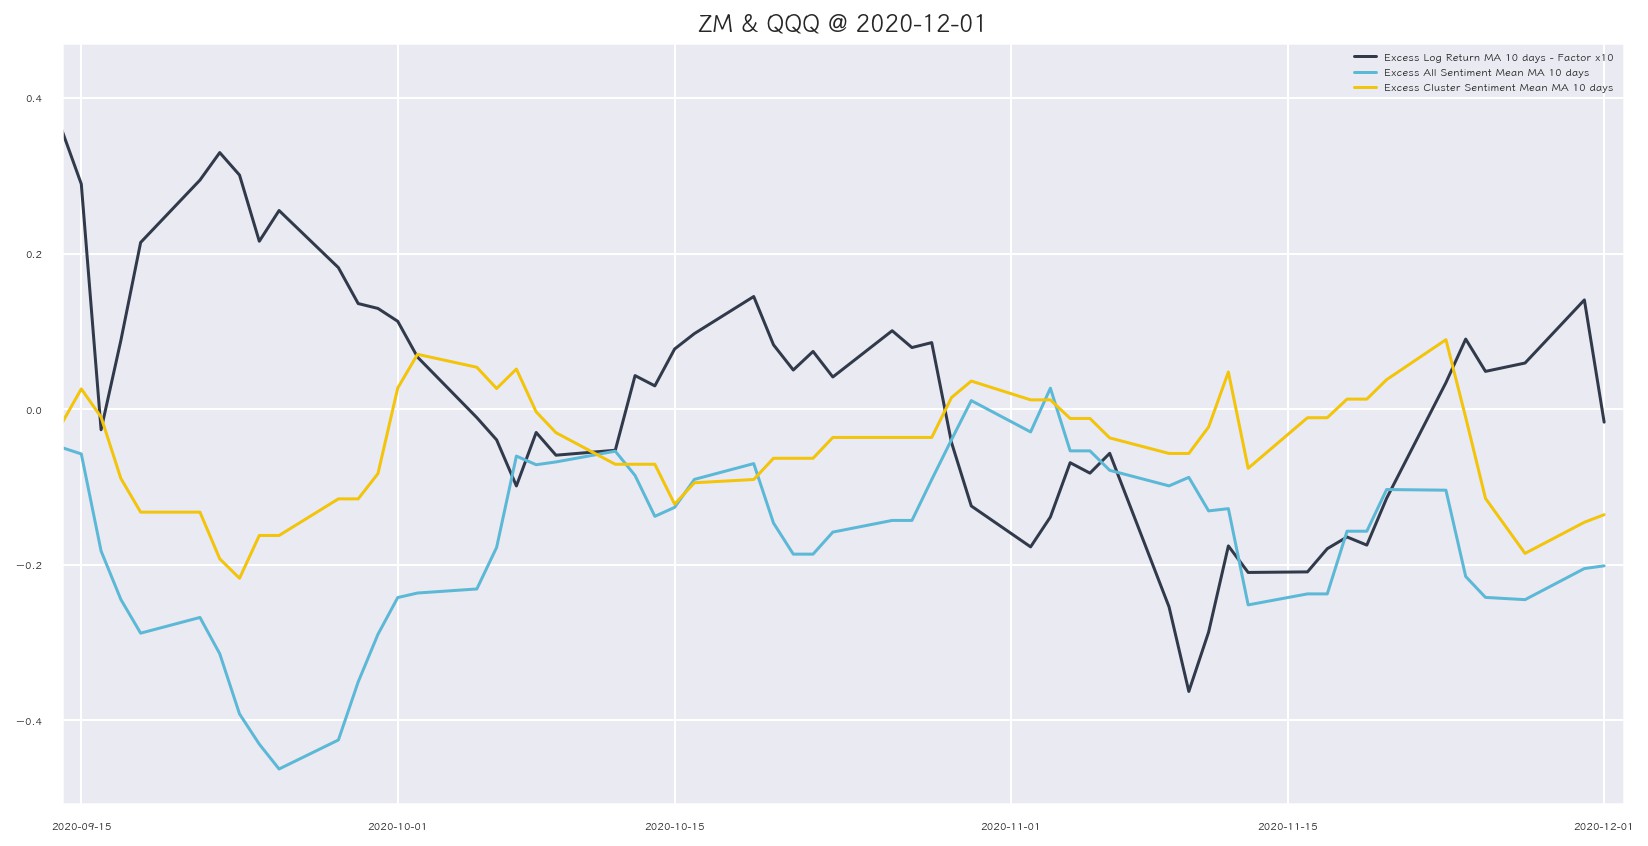 ZM & QQQ @ 2020-12-01
Excess Log Return MA 10 days - Factor x10
Excess All Sentiment Mean MA 10 days
Excess Cluster Sentiment Mean MA 10 days
0.4
0.2
0.0
−0.2
−0.4
2020-09-15 2020-10-01 2020-10-15 2020-11-01 2020-11-15 2020-12-01